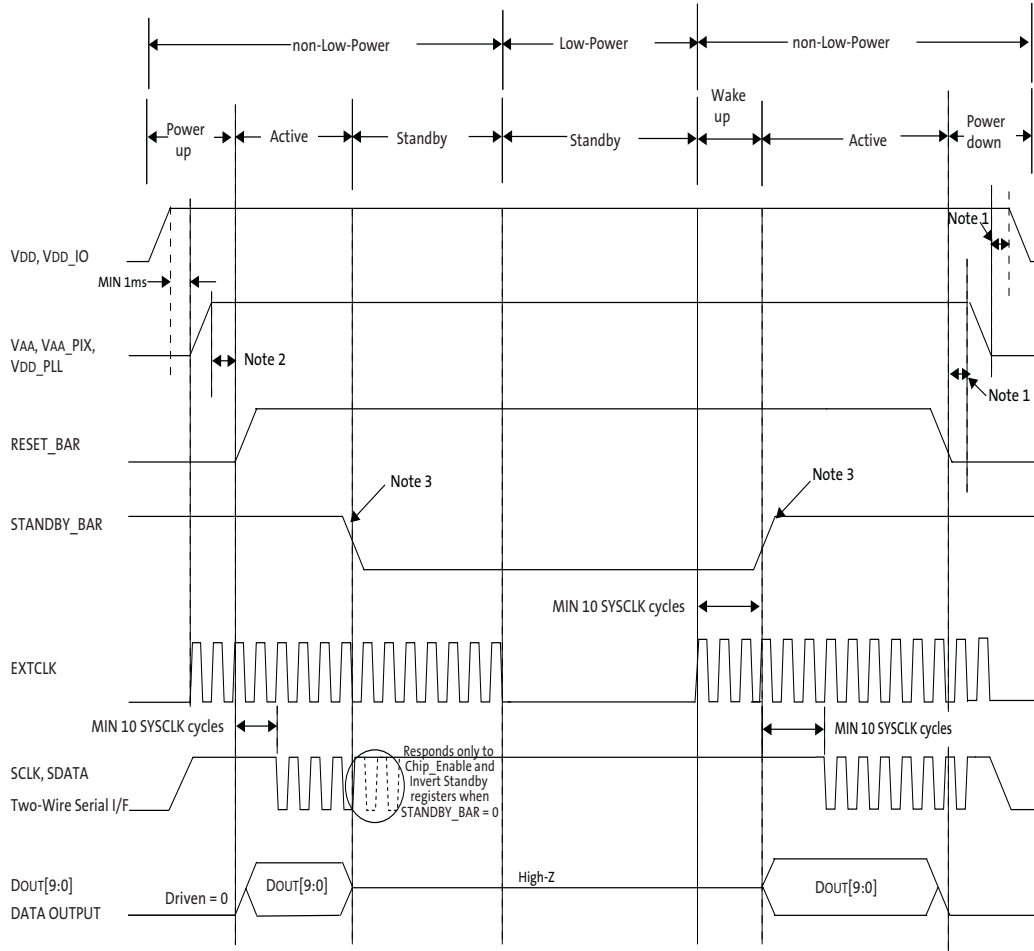 non-Low-Power
Low-Power
non-Low-Power
Power
up
Active
Standby
Standby
Wake
up
Active
Power
down
VDD, VDD_IO
Note 1
MIN 1ms
VAA, VAA_PIX,
VDD_PLL
Note 2
Note 1
RESET_BAR
Note 3
Note 3
STANDBY_BAR
MIN 10 SYSCLK cycles
EXTCLK
MIN 10 SYSCLK cycles
MIN 10 SYSCLK cycles
SCLK, SDATA
Two-Wire Serial I/F
Responds only to
Chip_Enable and
Invert Standby
registers when
STANDBY_BAR = 0
DOUT[9:0]
DATA OUTPUT
Driven = 0
DOUT[9:0]
High-Z
DOUT[9:0]